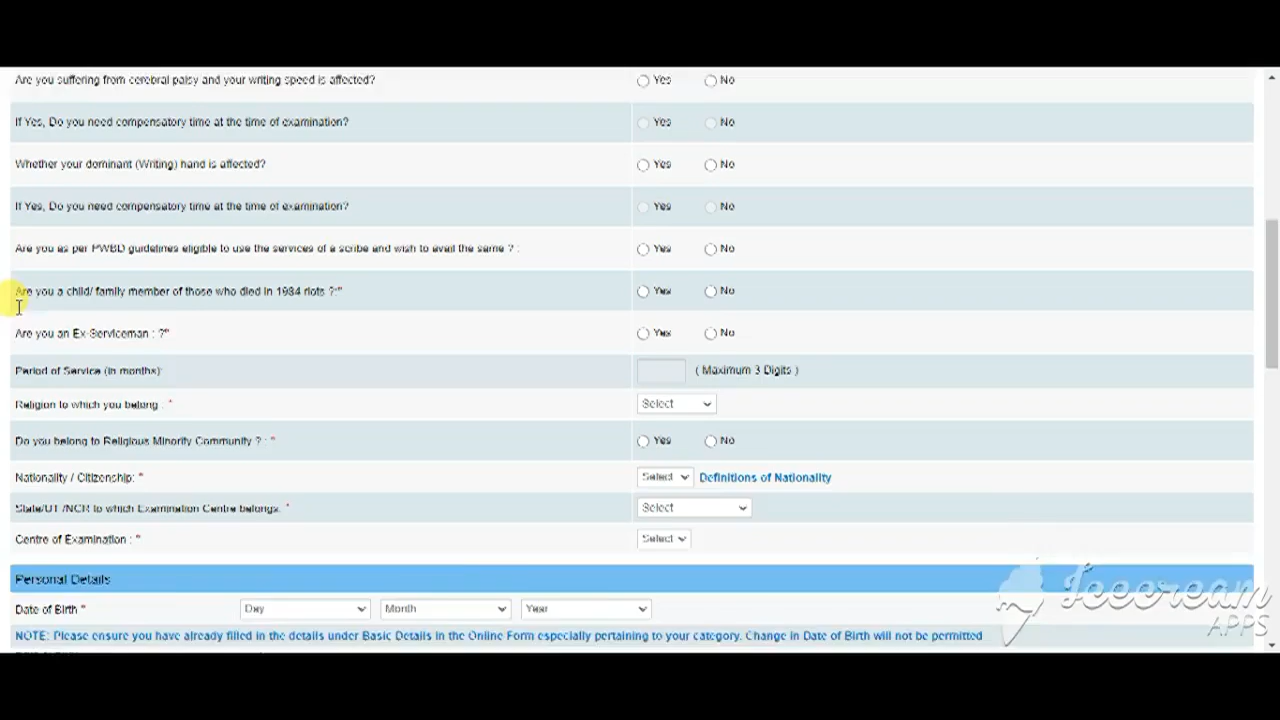 Are you suffering from cerebral palsy and your writing speed is affected? Yes No
If Yes, Do you need compensatory time at the time of examination? Yes No
Whether your dominant (Writing) hand is affected? Yes No
If Yes, Do you need compensatory time at the time of examination? Yes No
Are you as per PWBD guidelines eligible to use the services of a scribe and wish to avail the same ? : Yes No
Are you a child/ family member of those who died in 1984 riots ?:* Yes No
Are you an Ex-Serviceman : ?* Yes No
Period of Service (in months): ( Maximum 3 Digits )
Religion to which you belong : * Select
Do you belong to Religious Minority Community ? : * Yes No
Nationality / Citizenship: * Select Definitions of Nationality
State/UT /NCR to which Examination Centre belongs. * Select
Centre of Examination : * Select
Personal Details
Date of Birth * Day Month Year
NOTE: Please ensure you have already filled in the details under Basic Details in the Online Form especially pertaining to your category. Change in Date of Birth will not be permitted
Icecream
APPS